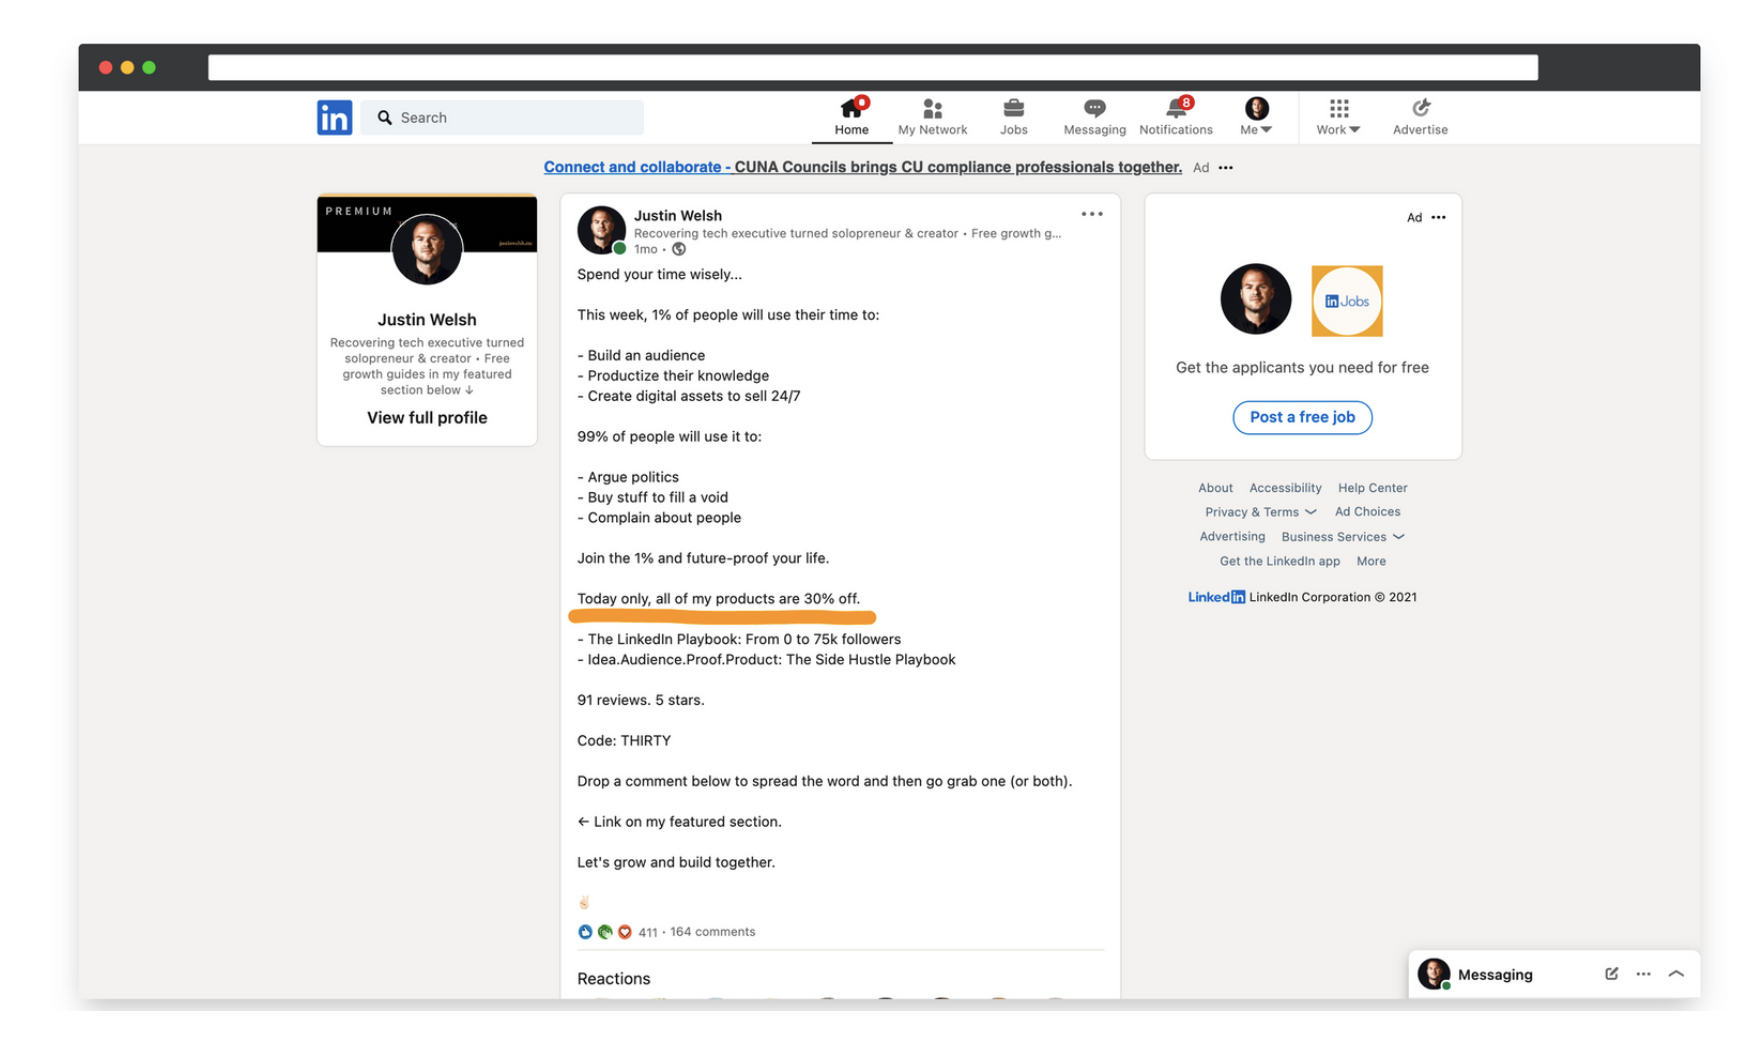 in
Search
Home
My Network
Jobs
Messaging
8
Notifications
Me
Work
Advertise
Connect and collaborate - CUNA Councils brings CU compliance professionals together. Ad •••
PREMIUM
justinwelsh.me
Justin Welsh
Recovering tech executive turned
solopreneur & creator • Free
growth guides in my featured
section below ↓
View full profile
Justin Welsh
Recovering tech executive turned solopreneur & creator • Free growth g...
1mo •
Spend your time wisely...
This week, 1% of people will use their time to:
- Build an audience
- Productize their knowledge
- Create digital assets to sell 24/7
99% of people will use it to:
- Argue politics
- Buy stuff to fill a void
- Complain about people
Join the 1% and future-proof your life.
Today only, all of my products are 30% off.
- The LinkedIn Playbook: From 0 to 75k followers
- Idea.Audience.Proof.Product: The Side Hustle Playbook
91 reviews. 5 stars.
Code: THIRTY
Drop a comment below to spread the word and then go grab one (or both).
← Link on my featured section.
Let's grow and build together.
✌🏻
411 • 164 comments
Reactions
Ad •••
in Jobs
Get the applicants you need for free
Post a free job
About Accessibility Help Center
Privacy & Terms Ad Choices
Advertising Business Services
Get the LinkedIn app More
Linkedin LinkedIn Corporation © 2021
Messaging